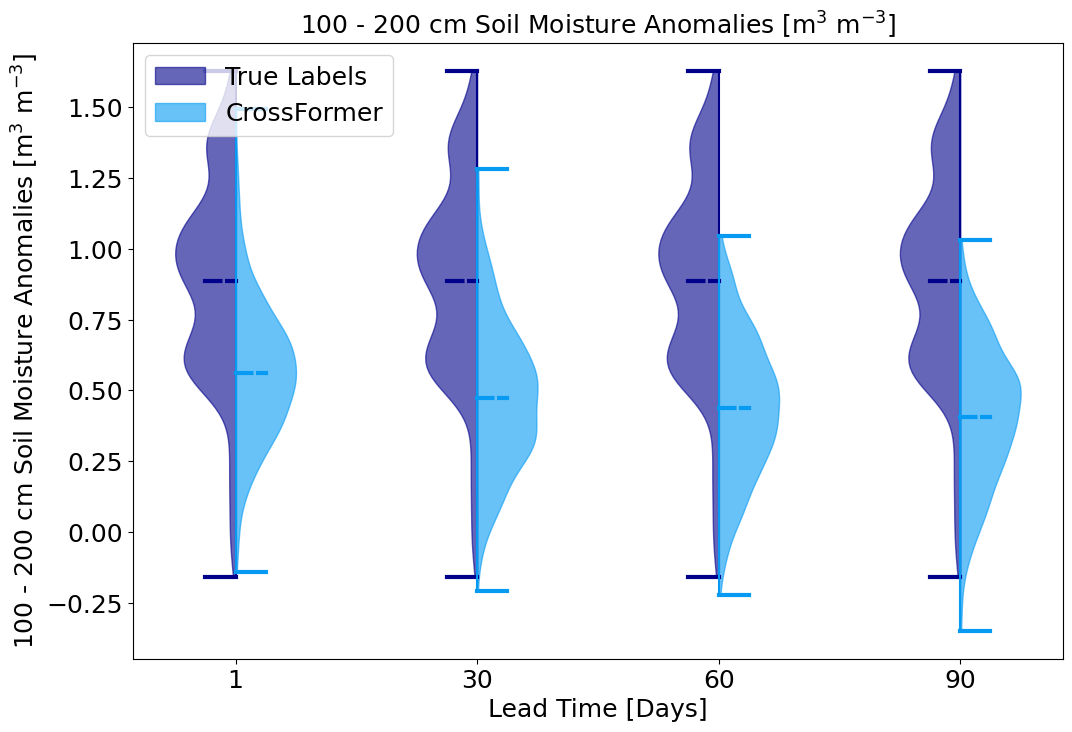 100 - 200 cm Soil Moisture Anomalies [m³ m⁻³]
True Labels
CrossFormer
100 - 200 cm Soil Moisture Anomalies [m³ m⁻³]
1.50
1.25
1.00
0.75
0.50
0.25
0.00
−0.25
1 30 60 90
Lead Time [Days]